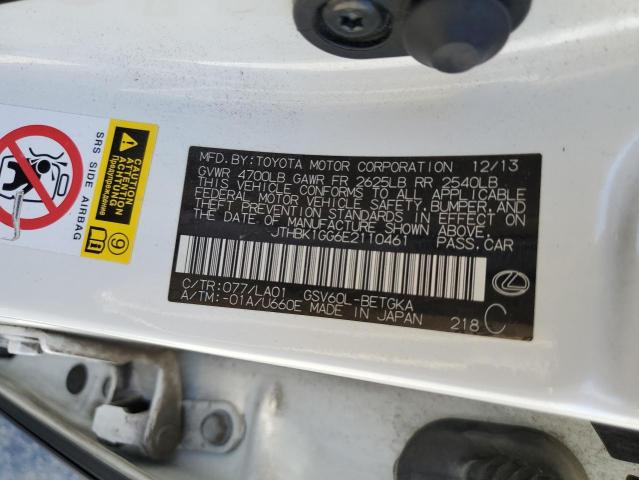 MFD. BY: TOYOTA MOTOR CORPORATION 12/13
GVWR 4700LB GAWR FR 2625LB RR 2540LB
THIS VEHICLE CONFORMS TO ALL APPLICABLE
FEDERAL MOTOR VEHICLE SAFETY, BUMPER, AND
THEFT PREVENTION STANDARDS IN EFFECT ON
THE DATE OF MANUFACTURE SHOWN ABOVE.
JTHBK1GG6E2110461 PASS. CAR
C/TR: 077/LA01 GSV60L-BETGKA
A/TM: -01A/U660E MADE IN JAPAN
218 C
SRS SIDE AIRBAG
CAUTION
ATTENTION
ACHTUNG
Предупреждение
9